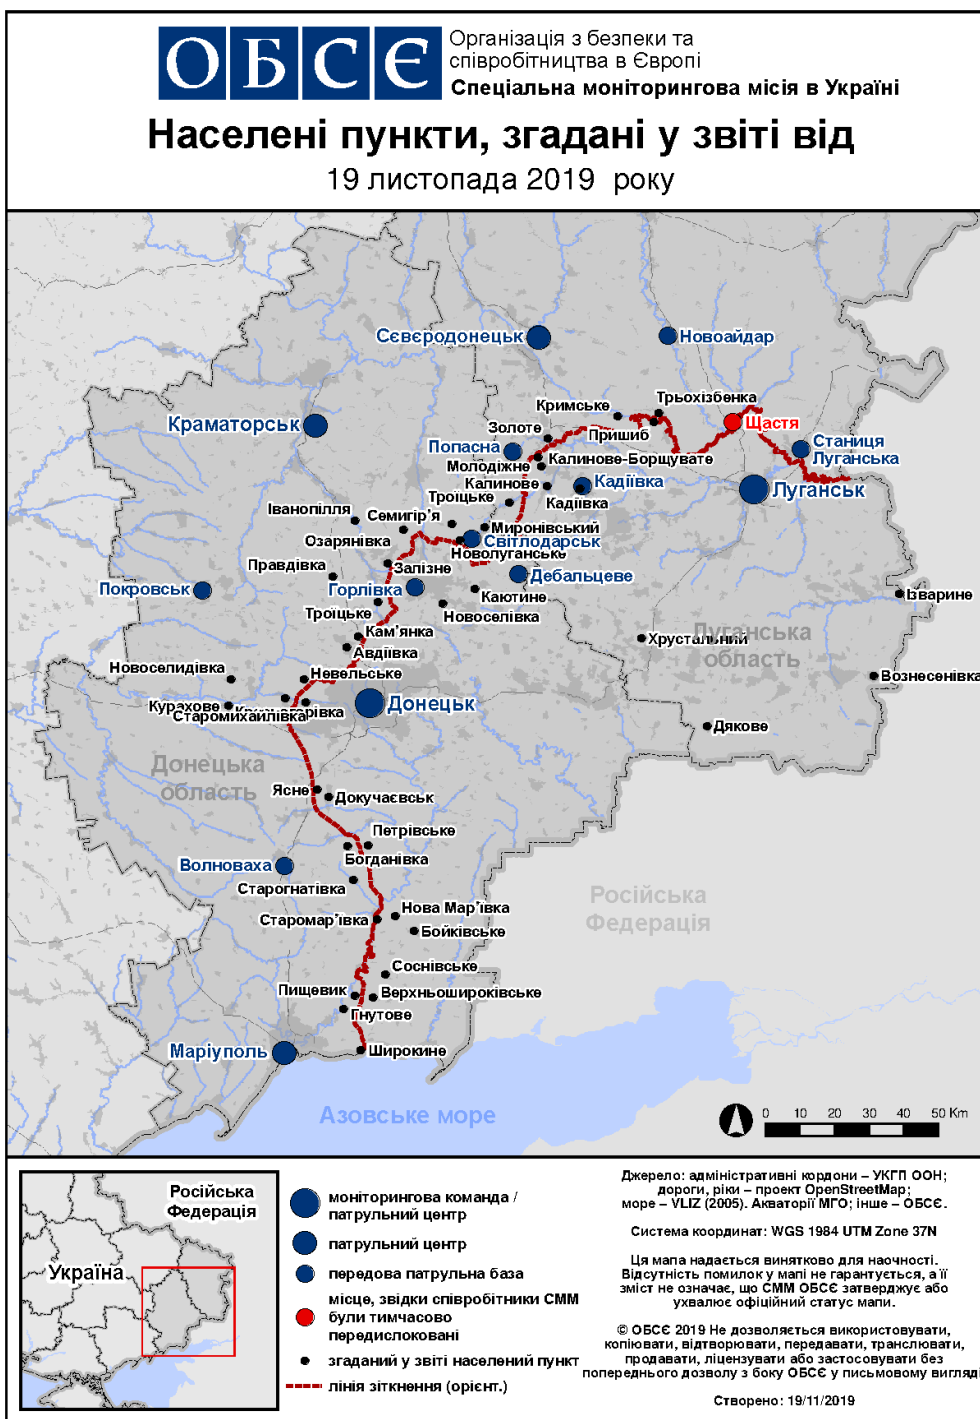 ОБСЄ
Організація з безпеки та
співробітництва в Європі
Спеціальна моніторингова місія в Україні
Населені пункти, згадані у звіті від
19 листопада 2019 року
Сєвєродонецьк
Новоайдар
Трьохізбенка
Кримське
Щастя
Краматорськ
Золоте
Пришиб
Станиця
Луганська
Попасна
Калинове-Борщувате
Молодіжне
Калинове
Кадіївка
Луганськ
Троїцьке
Кадіївка
Іванопілля
Семигір'я
Миронівський
Озарянівка
Світлодарськ
Новолуганське
Правдівка
Залізне
Дебальцеве
Покровськ
Горлівка
Каютине
Ізварине
Троїцьке
Новоселівка
Кам'янка
Хрустальний
Луганська
область
Авдіївка
Новоселидівка
Невельське
Вознесенівка
Курахове
Старомихайлівка
Донецьк
Дякове
Донецька
область
Ясне
Докучаєвськ
Петрівське
Богданівка
Волноваха
Старогнатівка
Російська
Федерація
Нова Мар'ївка
Старомар'ївка
Бойківське
Соснівське
Пищевик
Верхньошироківське
Гнутове
Маріуполь
Широкине
Азовське море
0 10 20 30 40 50 Km
Російська
Федерація
Україна
моніторингова команда /
патрульний центр
патрульний центр
передова патрульна база
місце, звідки співробітники СММ
були тимчасово
передислоковані
згаданий у звіті населений пункт
лінія зіткнення (орієнт.)
Джерело: адміністративні кордони – УКГП ООН;
дороги, ріки – проект OpenStreetMap;
море – VLIZ (2005). Акваторії МГО; інше – ОБСЄ.
Система координат: WGS 1984 UTM Zone 37N
Ця мапа надається винятково для наочності.
Відсутність помилок у мапі не гарантується, а її
зміст не означає, що СММ ОБСЄ затверджує або
ухвалює офіційний статус мапи.
© ОБСЄ 2019 Не дозволяється використовувати,
копіювати, відтворювати, передавати, транслювати,
продавати, ліцензувати або застосовувати без
попереднього дозволу з боку ОБСЄ у письмовому вигляді
Створено: 19/11/2019